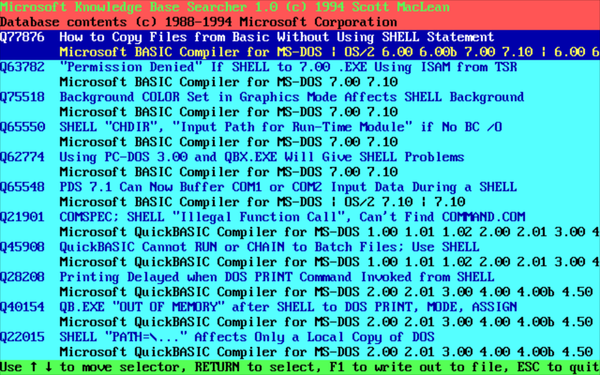 Microsoft Knowledge Base Searcher 1.0 (c) 1994 Scott MacLean
Database contents (c) 1988-1994 Microsoft Corporation
Q77876 How to Copy Files from Basic Without Using SHELL Statement
Microsoft BASIC Compiler for MS-DOS | OS/2 6.00 6.00b 7.00 7.10 | 6.00 6
Q63782 "Permission Denied" If SHELL to 7.00 .EXE Using ISAM from TSR
Microsoft BASIC Compiler for MS-DOS 7.00 7.10
Q75518 Background COLOR Set in Graphics Mode Affects SHELL Background
Microsoft BASIC Compiler for MS-DOS 7.00 7.10
Q65550 SHELL "CHDIR", "Input Path for Run-Time Module" if No BC /O
Microsoft BASIC Compiler for MS-DOS 7.00 7.10
Q62774 Using PC-DOS 3.00 and QBX.EXE Will Give SHELL Problems
Microsoft BASIC Compiler for MS-DOS 7.00 7.10
Q65548 PDS 7.1 Can Now Buffer COM1 or COM2 Input Data During a SHELL
Microsoft BASIC Compiler for MS-DOS | OS/2 7.10 | 7.10
Q21901 COMSPEC; SHELL "Illegal Function Call", Can't Find COMMAND.COM
Microsoft QuickBASIC Compiler for MS-DOS 1.00 1.01 1.02 2.00 2.01 3.00 4
Q45908 QuickBASIC Cannot RUN or CHAIN to Batch Files; Use SHELL
Microsoft QuickBASIC Compiler for MS-DOS 2.00 2.01 3.00 4.00 4.00b 4.50
Q28208 Printing Delayed when DOS PRINT Command Invoked from SHELL
Microsoft QuickBASIC Compiler for MS-DOS 2.00 2.01 3.00 4.00 4.00b 4.50
Q40154 QB.EXE "OUT OF MEMORY" after SHELL to DOS PRINT, MODE, ASSIGN
Microsoft QuickBASIC Compiler for MS-DOS 2.00 2.01 3.00 4.00 4.00b 4.50
Q22015 SHELL "PATH=\..." Affects Only a Local Copy of DOS
Microsoft QuickBASIC Compiler for MS-DOS 2.00 2.01 3.00 4.00 4.00b 4.50
Use ↑ ↓ to move selector, RETURN to select, F1 to write out to file, ESC to quit